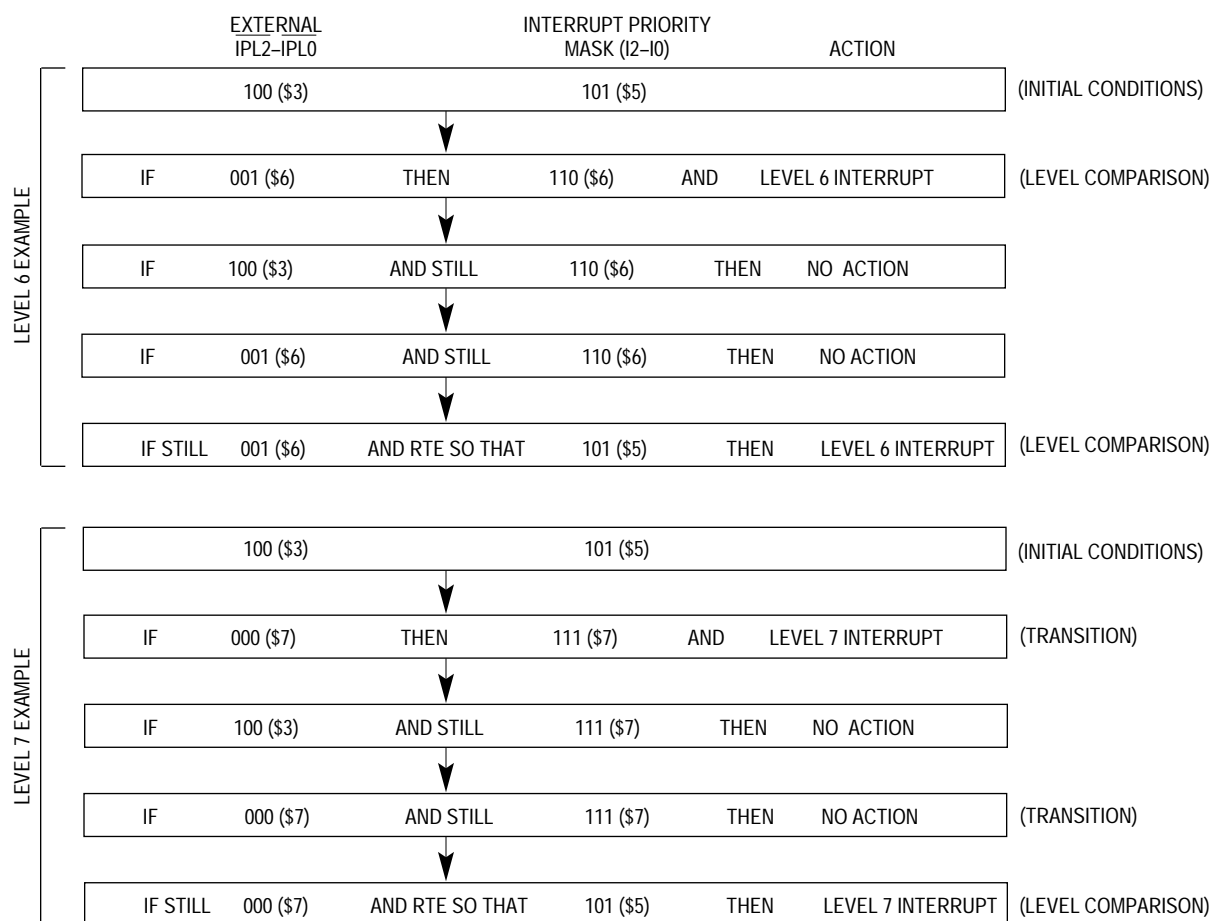 EXTERNAL INTERRUPT PRIORITY
IPL2–IPL0 MASK (I2–I0) ACTION
LEVEL 6 EXAMPLE
100 ($3) 101 ($5) (INITIAL CONDITIONS)
IF 001 ($6) THEN 110 ($6) AND LEVEL 6 INTERRUPT (LEVEL COMPARISON)
IF 100 ($3) AND STILL 110 ($6) THEN NO ACTION
IF 001 ($6) AND STILL 110 ($6) THEN NO ACTION
IF STILL 001 ($6) AND RTE SO THAT 101 ($5) THEN LEVEL 6 INTERRUPT (LEVEL COMPARISON)
LEVEL 7 EXAMPLE
100 ($3) 101 ($5) (INITIAL CONDITIONS)
IF 000 ($7) THEN 111 ($7) AND LEVEL 7 INTERRUPT (TRANSITION)
IF 100 ($3) AND STILL 111 ($7) THEN NO ACTION
IF 000 ($7) AND STILL 111 ($7) THEN NO ACTION (TRANSITION)
IF STILL 000 ($7) AND RTE SO THAT 101 ($5) THEN LEVEL 7 INTERRUPT (LEVEL COMPARISON)